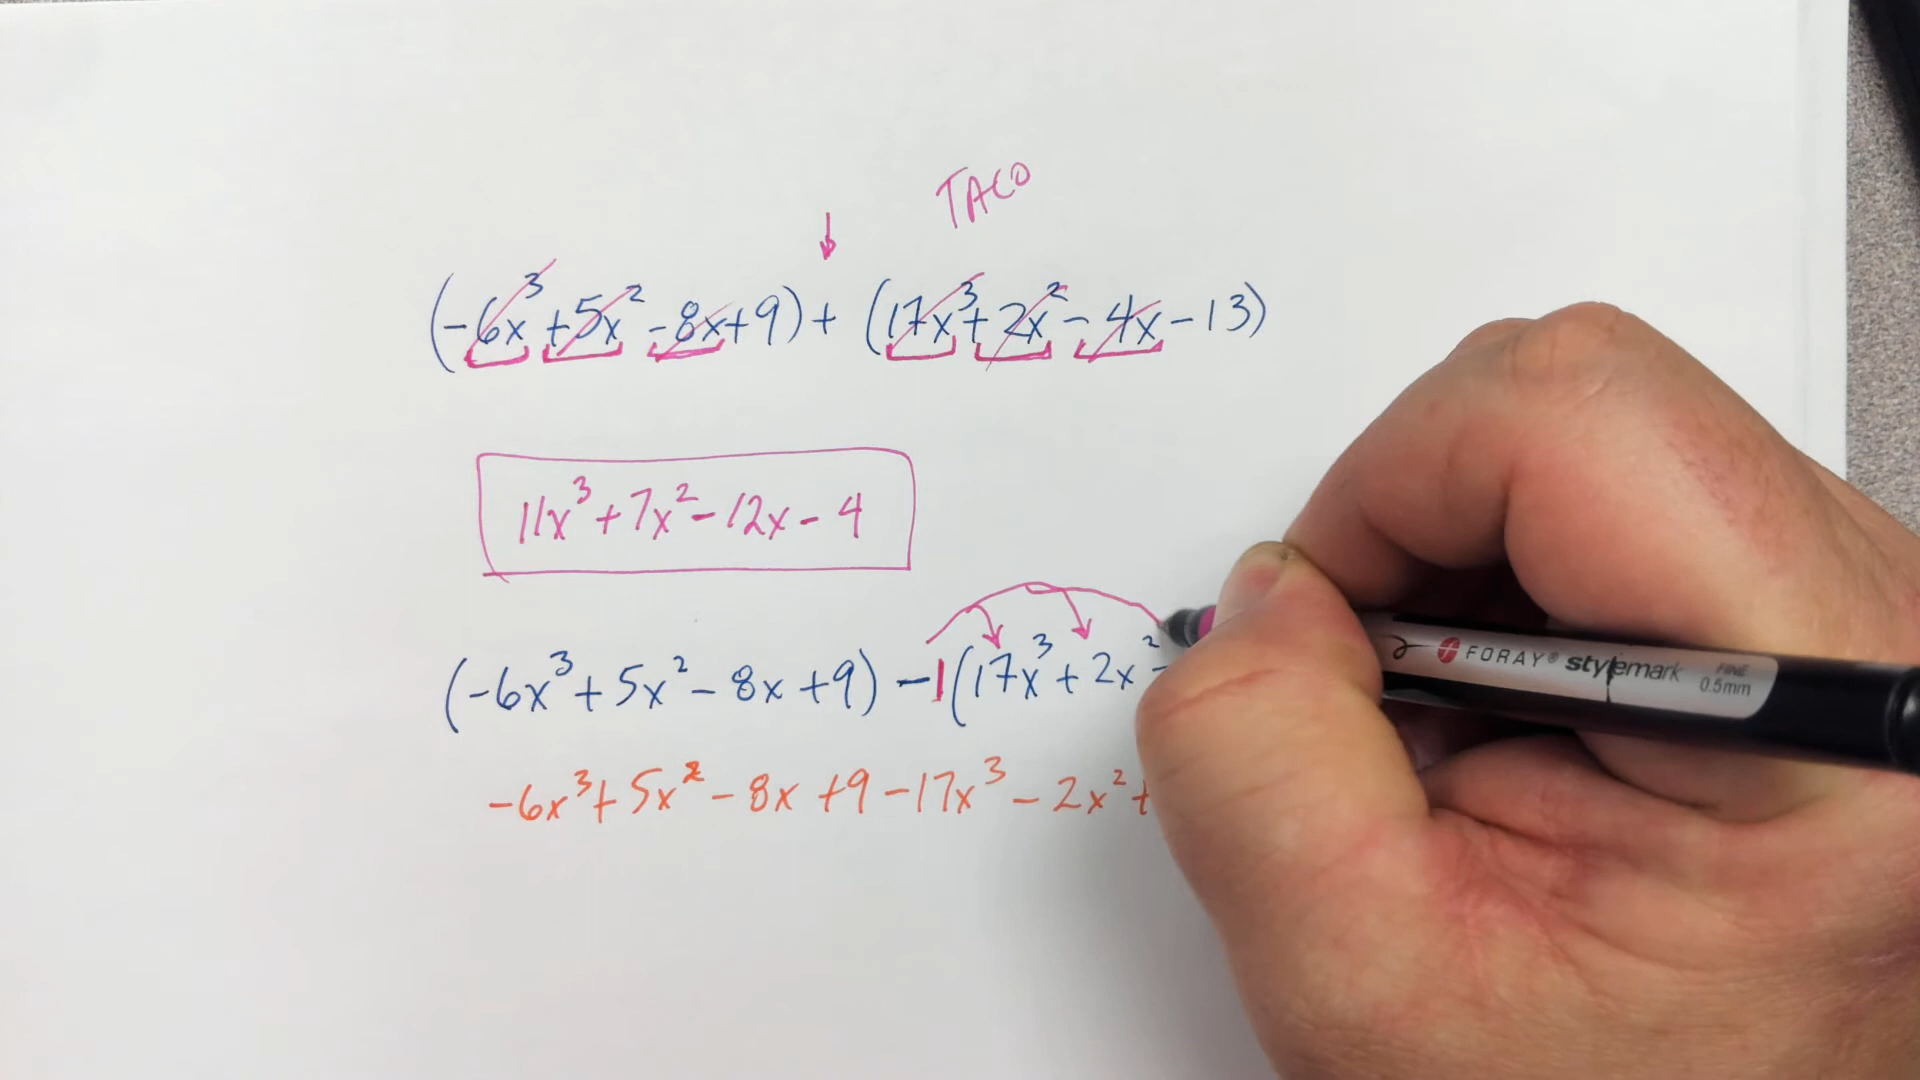 TACO
(-6x³+5x²-8x+9)+(17x³+2x²-4x-13)
11x³+7x²-12x-4
(-6x³+5x²-8x+9)-1(17x³+2x²-
-6x³+5x²-8x+9-17x³-2x²+
FORAY® stylemark FINE 0.5mm